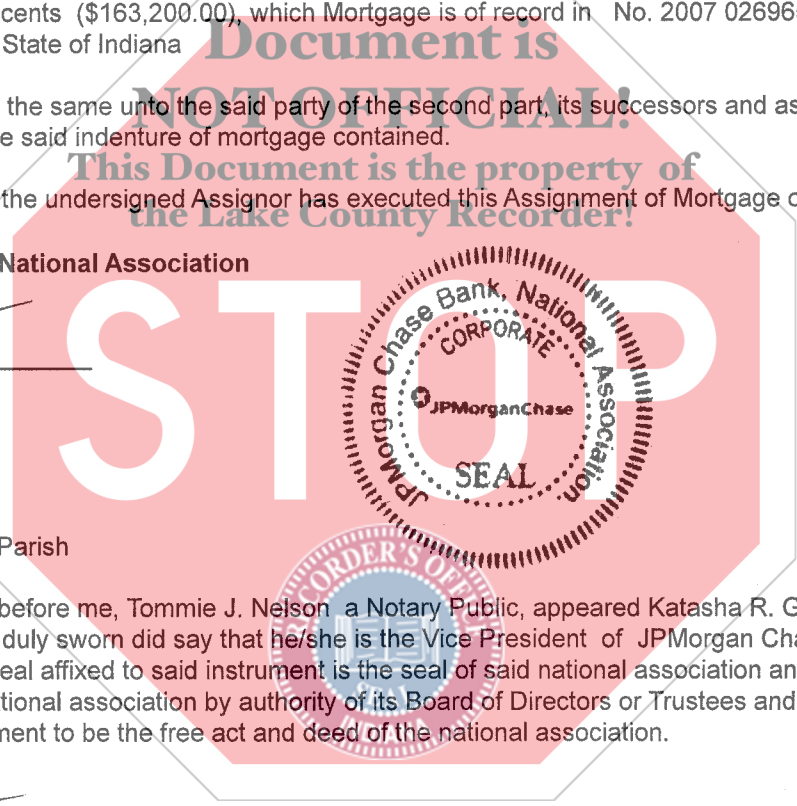 cents ($163,200.00), which Mortgage is of record in No. 2007 02696
State of Indiana
Document is
NOT OFFICIAL!
the same unto the said party of the second part, its successors and as
e said indenture of mortgage contained.
This Document is the property of
the undersigned Assignor has executed this Assignment of Mortgage o
the Lake County Recorder!
National Association
STOP
JPMorgan Chase Bank, National Association
CORPORATE
JPMorganChase
SEAL
Parish
RECORDER'S OFFICE
before me, Tommie J. Nelson a Notary Public, appeared Katasha R. G
duly sworn did say that he/she is the Vice President of JPMorgan Cha
eal affixed to said instrument is the seal of said national association an
tional association by authority of its Board of Directors or Trustees and
SEAL
INDIANA
ment to be the free act and deed of the national association.